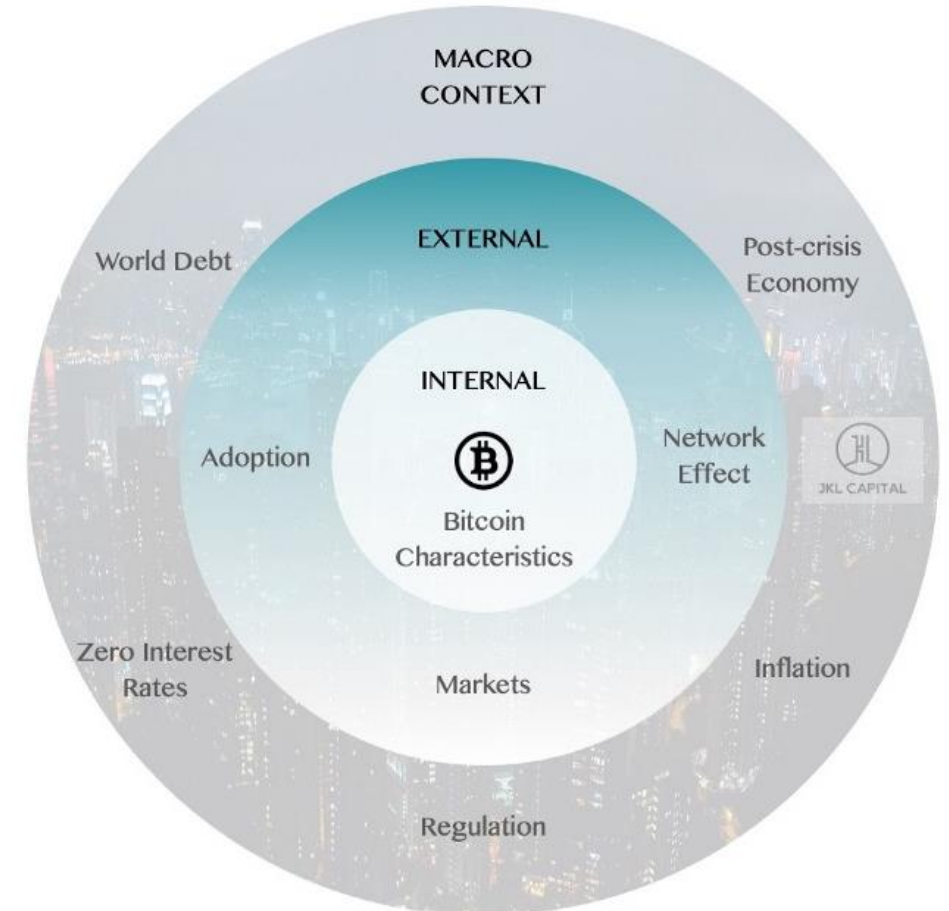 MACRO
CONTEXT
EXTERNAL
World Debt
Post-crisis
Economy
INTERNAL
Adoption
Network
Effect
JKL CAPITAL
Bitcoin
Characteristics
Zero Interest
Rates
Markets
Inflation
Regulation